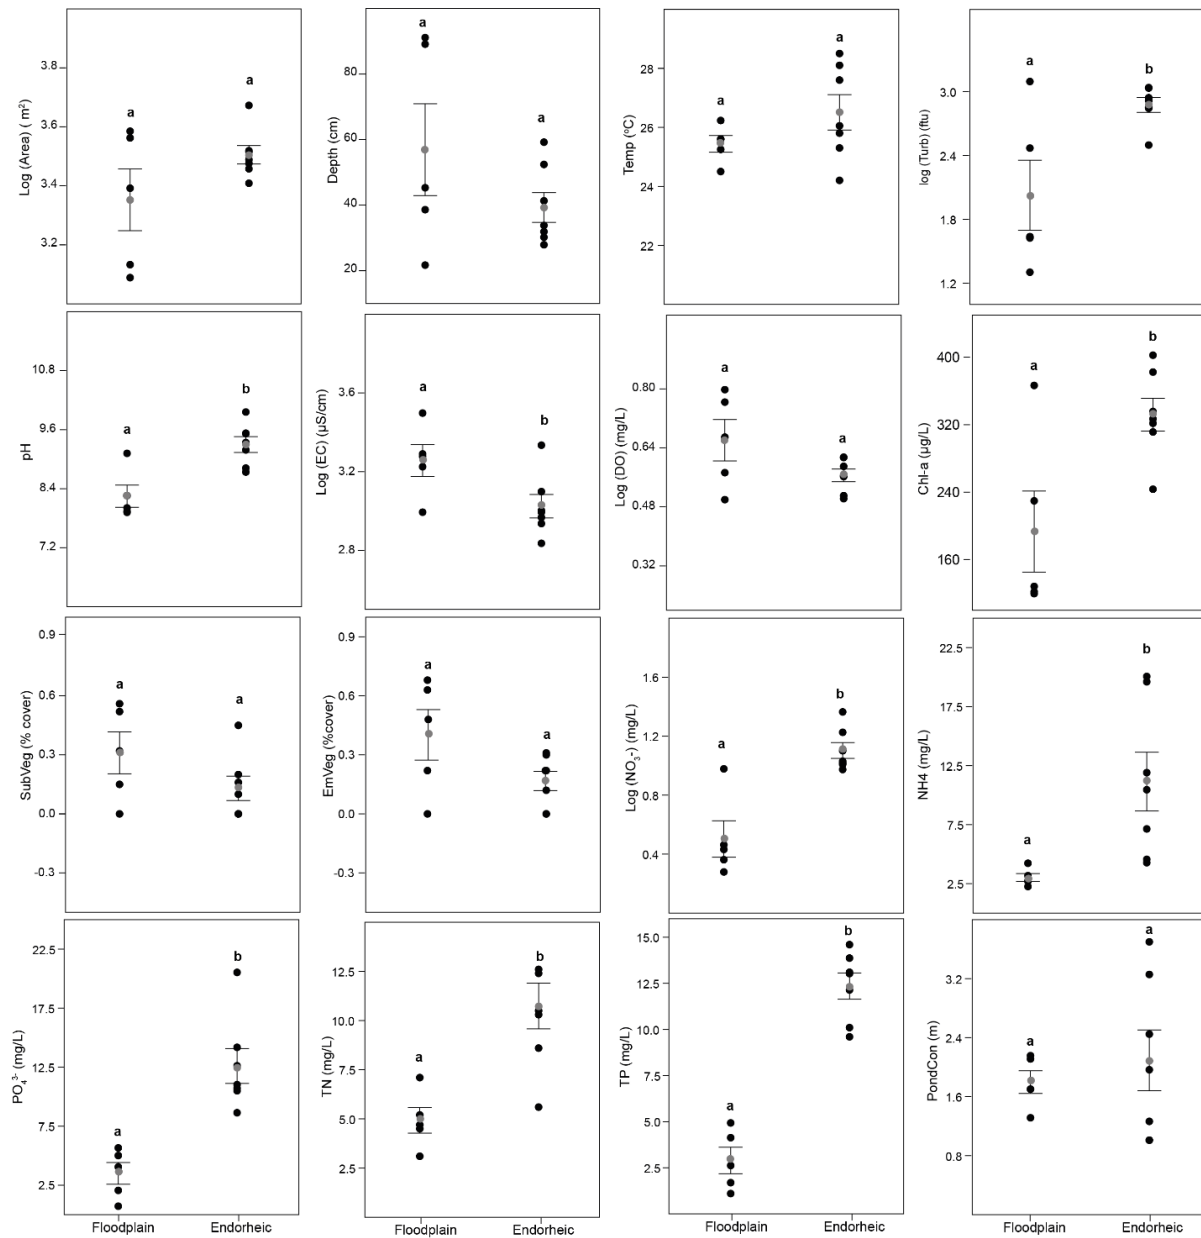 a
a
3.8
3.6
3.4
3.2
Log (Area) ( m²)
a
a
80
60
40
20
Depth (cm)
a
a
28
26
24
22
Temp (°C)
a
b
3.0
2.4
1.8
1.2
log (Turb) (ftu)
a
b
10.8
9.6
8.4
7.2
pH
a
b
3.6
3.2
2.8
Log (EC) (µS/cm)
a
a
0.80
0.64
0.48
0.32
Log (DO) (mg/L)
a
b
400
320
240
160
Chl-a (µg/L)
a
a
0.9
0.6
0.3
0.0
-0.3
SubVeg (% cover)
a
a
0.9
0.6
0.3
0.0
-0.3
EmVeg (%cover)
a
b
1.6
1.2
0.8
0.4
Log (NO₃-) (mg/L)
a
b
22.5
17.5
12.5
7.5
2.5
NH4 (mg/L)
a
b
22.5
17.5
12.5
7.5
2.5
PO₄³⁻ (mg/L)
Floodplain Endorheic
a
b
12.5
10.0
7.5
5.0
2.5
TN (mg/L)
Floodplain Endorheic
a
b
15.0
12.5
10.0
7.5
5.0
2.5
TP (mg/L)
Floodplain Endorheic
a
a
3.2
2.4
1.6
0.8
PondCon (m)
Floodplain Endorheic